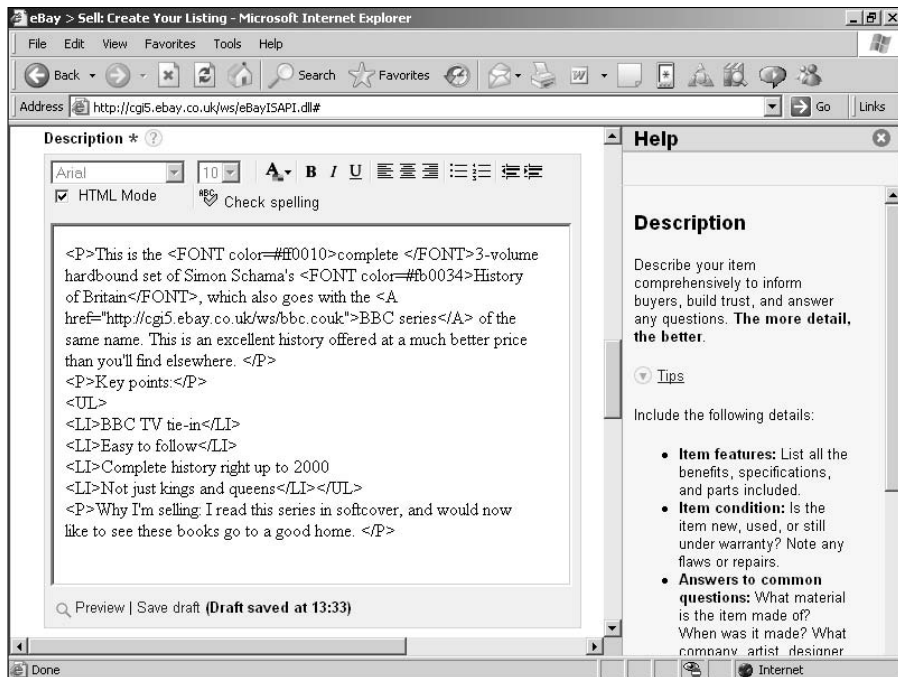 eBay > Sell: Create Your Listing - Microsoft Internet Explorer
File Edit View Favorites Tools Help
Back Search Favorites
Address http://cgi5.ebay.co.uk/ws/eBayISAPI.dll# Go Links
Description *
Arial 10 A B I U
HTML Mode ABC Check spelling
<P>This is the <FONT color=#ff0010>complete </FONT>3-volume
hardbound set of Simon Schama's <FONT color=#fb0034>History
of Britain</FONT>, which also goes with the <A
href="http://cgi5.ebay.co.uk/ws/bbc.couk">BBC series</A> of the
same name. This is an excellent history offered at a much better price
than you'll find elsewhere. </P>
<P>Key points:</P>
<UL>
<LI>BBC TV tie-in</LI>
<LI>Easy to follow</LI>
<LI>Complete history right up to 2000
<LI>Not just kings and queens</LI></UL>
<P>Why I'm selling: I read this series in softcover, and would now
like to see these books go to a good home. </P>
Preview | Save draft (Draft saved at 13:33)
Help
Description
Describe your item
comprehensively to inform
buyers, build trust, and answer
any questions. The more detail,
the better.
Tips
Include the following details:
• Item features: List all the
benefits, specifications,
and parts included.
• Item condition: Is the
item new, used, or still
under warranty? Note any
flaws or repairs.
• Answers to common
questions: What material
is the item made of?
When was it made? What
company, artist, designer
Done Internet